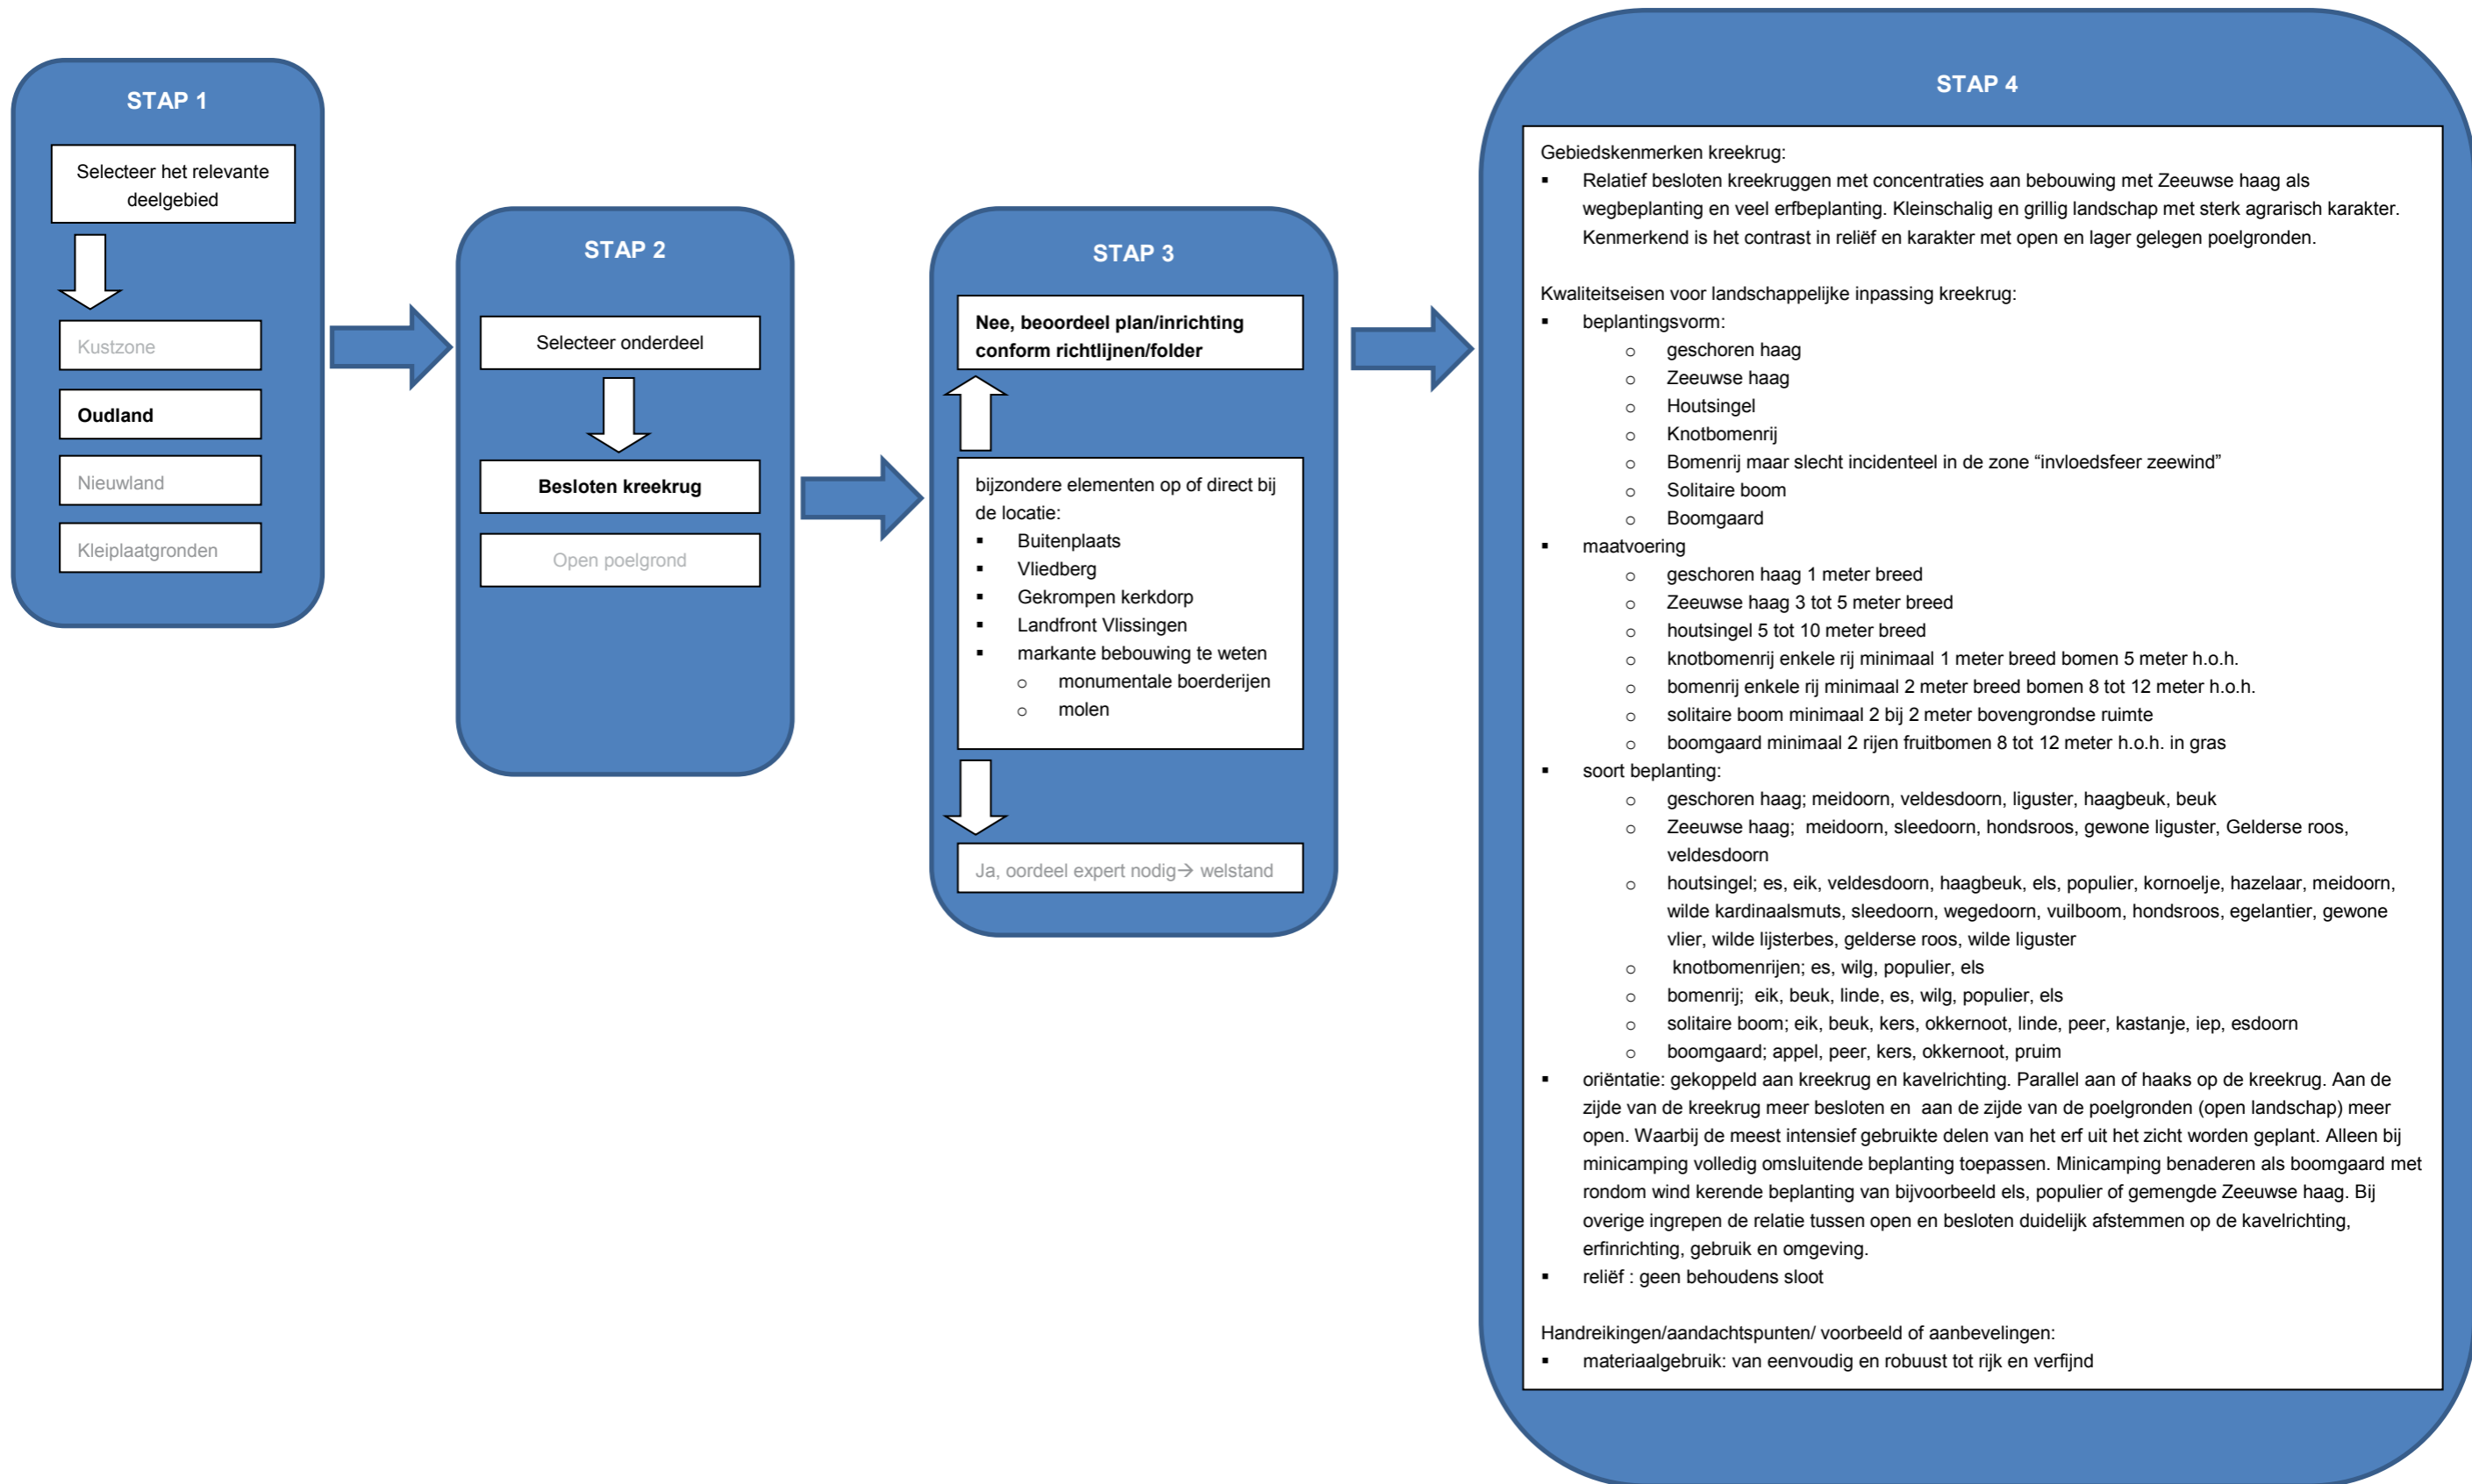 STAP 1
Selecteer het relevante
deelgebied
Kustzone
Oudland
Nieuwland
Kleiplaatgronden
STAP 2
Selecteer onderdeel
Besloten kreekrug
Open poelgrond
STAP 3
Nee, beoordeel plan/inrichting
conform richtlijnen/folder
bijzondere elementen op of direct bij
de locatie:
▪ Buitenplaats
▪ Vliedberg
▪ Gekrompen kerkdorp
▪ Landfront Vlissingen
▪ markante bebouwing te weten
o monumentale boerderijen
o molen
Ja, oordeel expert nodig→ welstand
STAP 4
Gebiedskenmerken kreekrug:
▪ Relatief besloten kreekruggen met concentraties aan bebouwing met Zeeuwse haag als
wegbeplanting en veel erfbeplanting. Kleinschalig en grillig landschap met sterk agrarisch karakter.
Kenmerkend is het contrast in reliëf en karakter met open en lager gelegen poelgronden.
Kwaliteitseisen voor landschappelijke inpassing kreekrug:
▪ beplantingsvorm:
o geschoren haag
o Zeeuwse haag
o Houtsingel
o Knotbomenrij
o Bomenrij maar slecht incidenteel in de zone “invloedsfeer zeewind”
o Solitaire boom
o Boomgaard
▪ maatvoering
o geschoren haag 1 meter breed
o Zeeuwse haag 3 tot 5 meter breed
o houtsingel 5 tot 10 meter breed
o knotbomenrij enkele rij minimaal 1 meter breed bomen 5 meter h.o.h.
o bomenrij enkele rij minimaal 2 meter breed bomen 8 tot 12 meter h.o.h.
o solitaire boom minimaal 2 bij 2 meter bovengrondse ruimte
o boomgaard minimaal 2 rijen fruitbomen 8 tot 12 meter h.o.h. in gras
▪ soort beplanting:
o geschoren haag; meidoorn, veldesdoorn, liguster, haagbeuk, beuk
o Zeeuwse haag; meidoorn, sleedoorn, hondsroos, gewone liguster, Gelderse roos,
veldesdoorn
o houtsingel; es, eik, veldesdoorn, haagbeuk, els, populier, kornoelje, hazelaar, meidoorn,
wilde kardinaalsmuts, sleedoorn, wegedoorn, vuilboom, hondsroos, egelantier, gewone
vlier, wilde lijsterbes, gelderse roos, wilde liguster
o knotbomenrijen; es, wilg, populier, els
o bomenrij; eik, beuk, linde, es, wilg, populier, els
o solitaire boom; eik, beuk, kers, okkernoot, linde, peer, kastanje, iep, esdoorn
o boomgaard; appel, peer, kers, okkernoot, pruim
▪ oriëntatie: gekoppeld aan kreekrug en kavelrichting. Parallel aan of haaks op de kreekrug. Aan de
zijde van de kreekrug meer besloten en aan de zijde van de poelgronden (open landschap) meer
open. Waarbij de meest intensief gebruikte delen van het erf uit het zicht worden geplant. Alleen bij
minicamping volledig omsluitende beplanting toepassen. Minicamping benaderen als boomgaard met
rondom wind kerende beplanting van bijvoorbeeld els, populier of gemengde Zeeuwse haag. Bij
overige ingrepen de relatie tussen open en besloten duidelijk afstemmen op de kavelrichting,
erfinrichting, gebruik en omgeving.
▪ reliëf : geen behoudens sloot
Handreikingen/aandachtspunten/ voorbeeld of aanbevelingen:
▪ materiaalgebruik: van eenvoudig en robuust tot rijk en verfijnd